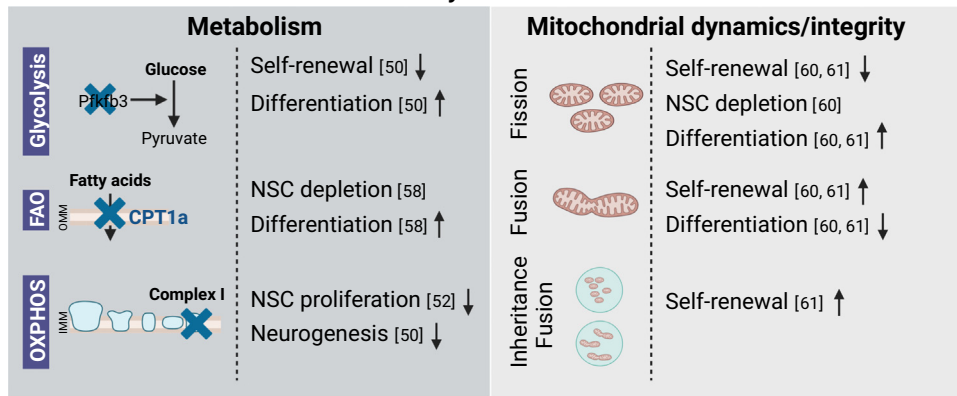 Metabolism
Glycolysis
Glucose
Pfkfb3
Pyruvate
Self-renewal [50] ↓
Differentiation [50] ↑
FAO
Fatty acids
OMM
CPT1a
NSC depletion [58]
Differentiation [58] ↑
OXPHOS
Complex I
IMM
NSC proliferation [52] ↓
Neurogenesis [50] ↓
Mitochondrial dynamics/integrity
Fission
Self-renewal [60, 61] ↓
NSC depletion [60]
Differentiation [60, 61] ↑
Fusion
Self-renewal [60, 61] ↑
Differentiation [60, 61] ↓
Inheritance
Fusion
Self-renewal [61] ↑